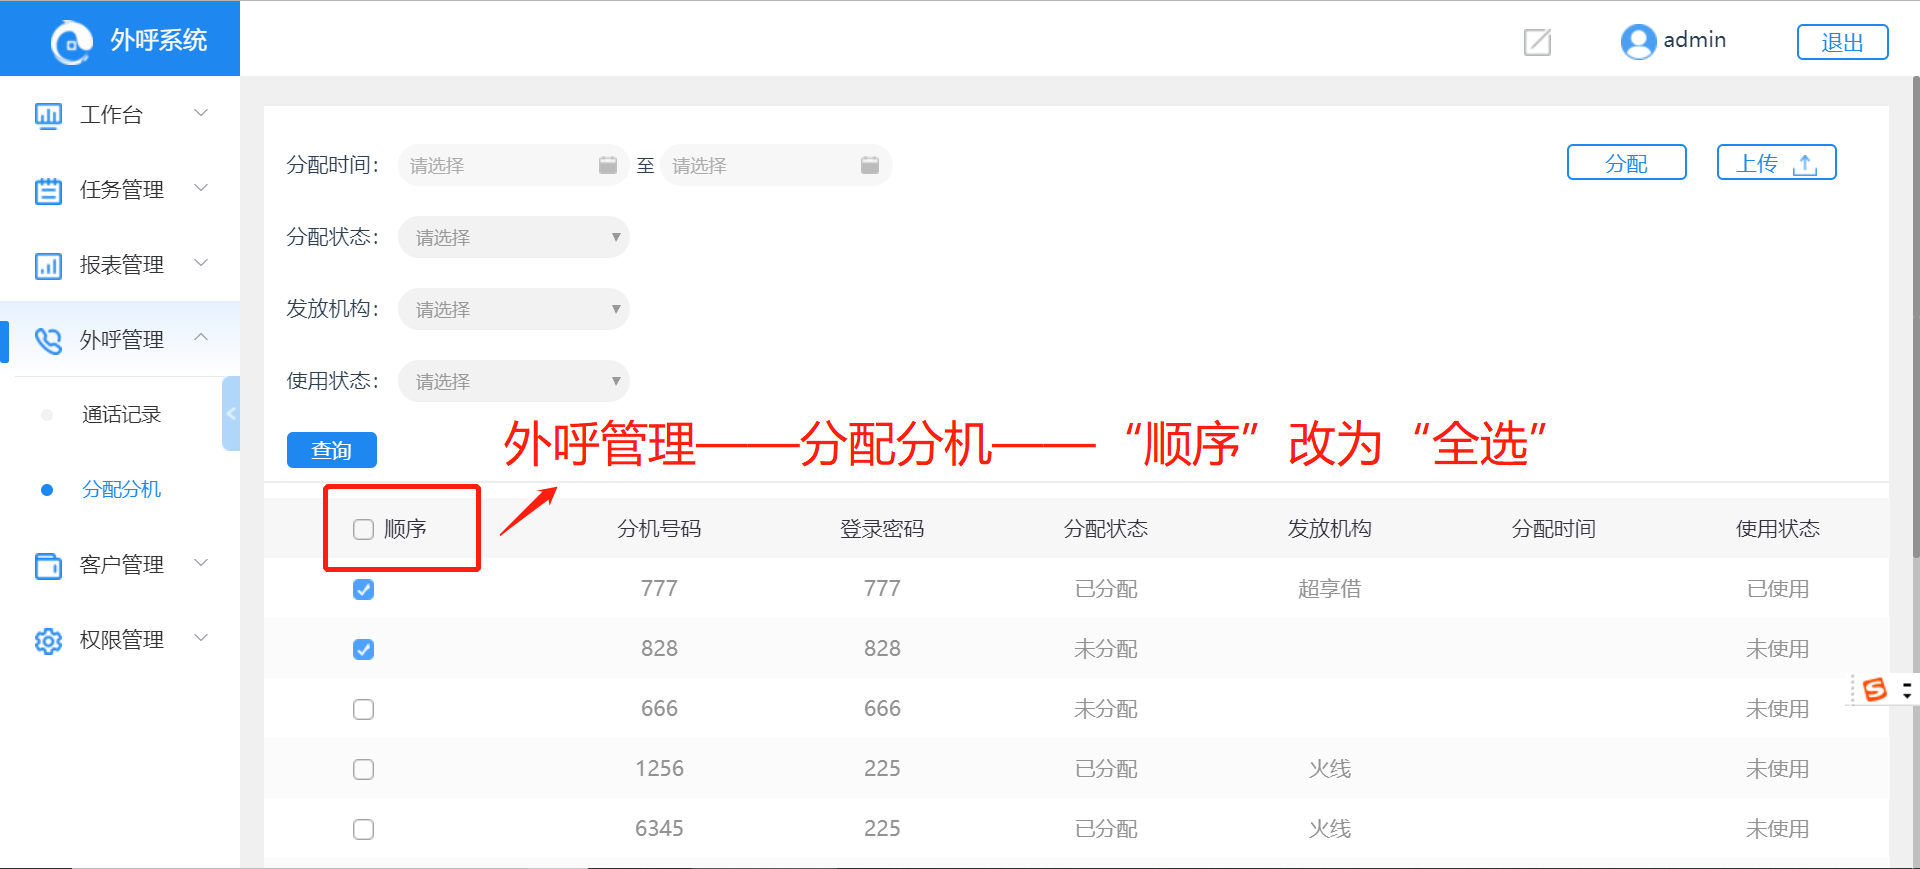 外呼系统
admin
退出
工作台
任务管理
报表管理
外呼管理
通话记录
分配分机
客户管理
权限管理
分配时间： 请选择 至 请选择
分配 上传
分配状态： 请选择
发放机构： 请选择
使用状态： 请选择
查询
外呼管理——分配分机——“顺序”改为“全选”
顺序 分机号码 登录密码 分配状态 发放机构 分配时间 使用状态
777 777 已分配 超享借 已使用
828 828 未分配 未使用
666 666 未分配 未使用
1256 225 已分配 火线 未使用
6345 225 已分配 火线 未使用